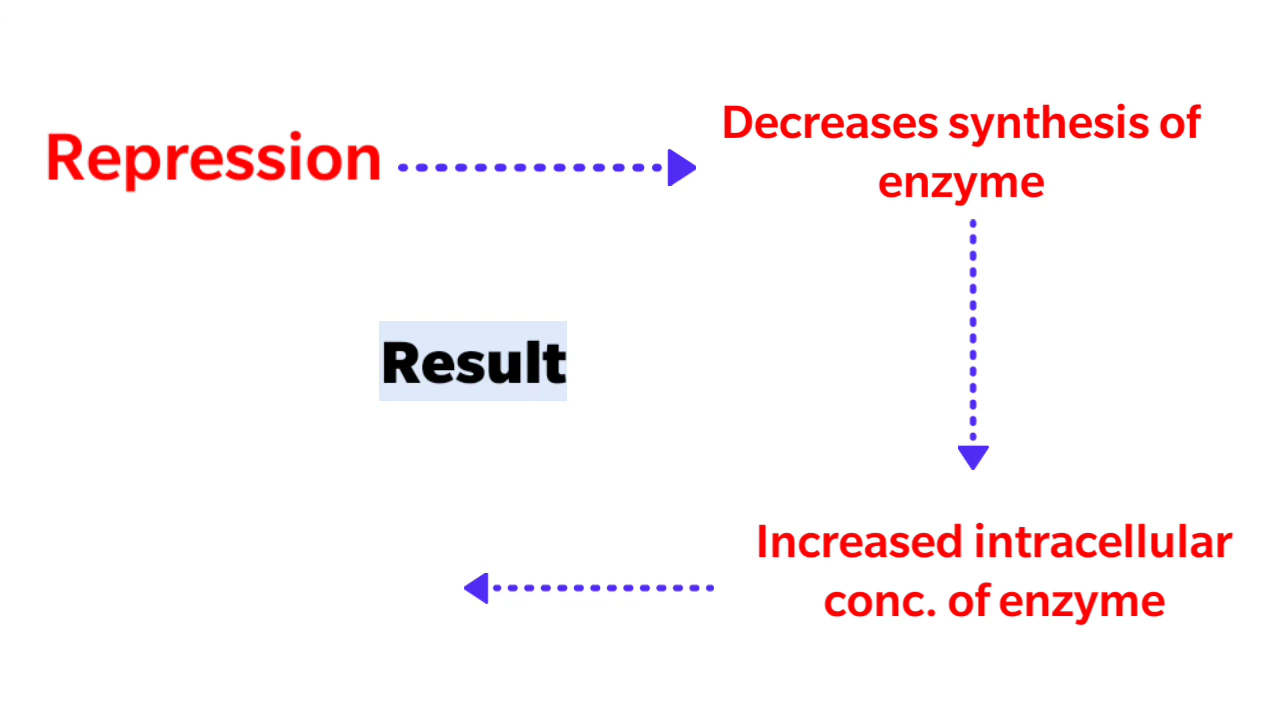 Repression
Decreases synthesis of
enzyme
Result
Increased intracellular
conc. of enzyme